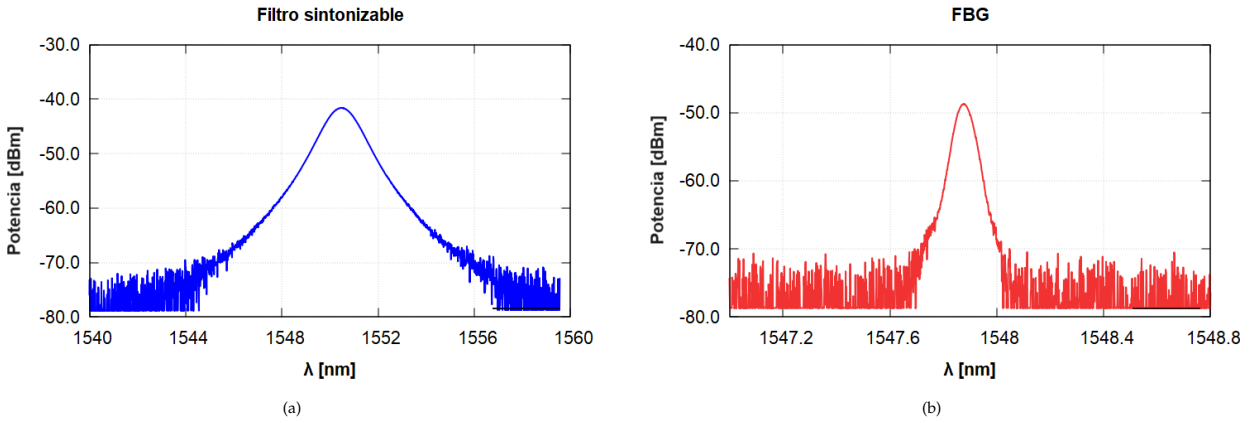 Filtro sintonizable
Potencia [dBm]
-30.0
-40.0
-50.0
-60.0
-70.0
-80.0
1540 1544 1548 1552 1556 1560
λ [nm]
(a)
FBG
Potencia [dBm]
-40.0
-50.0
-60.0
-70.0
-80.0
1547.2 1547.6 1548 1548.4 1548.8
λ [nm]
(b)